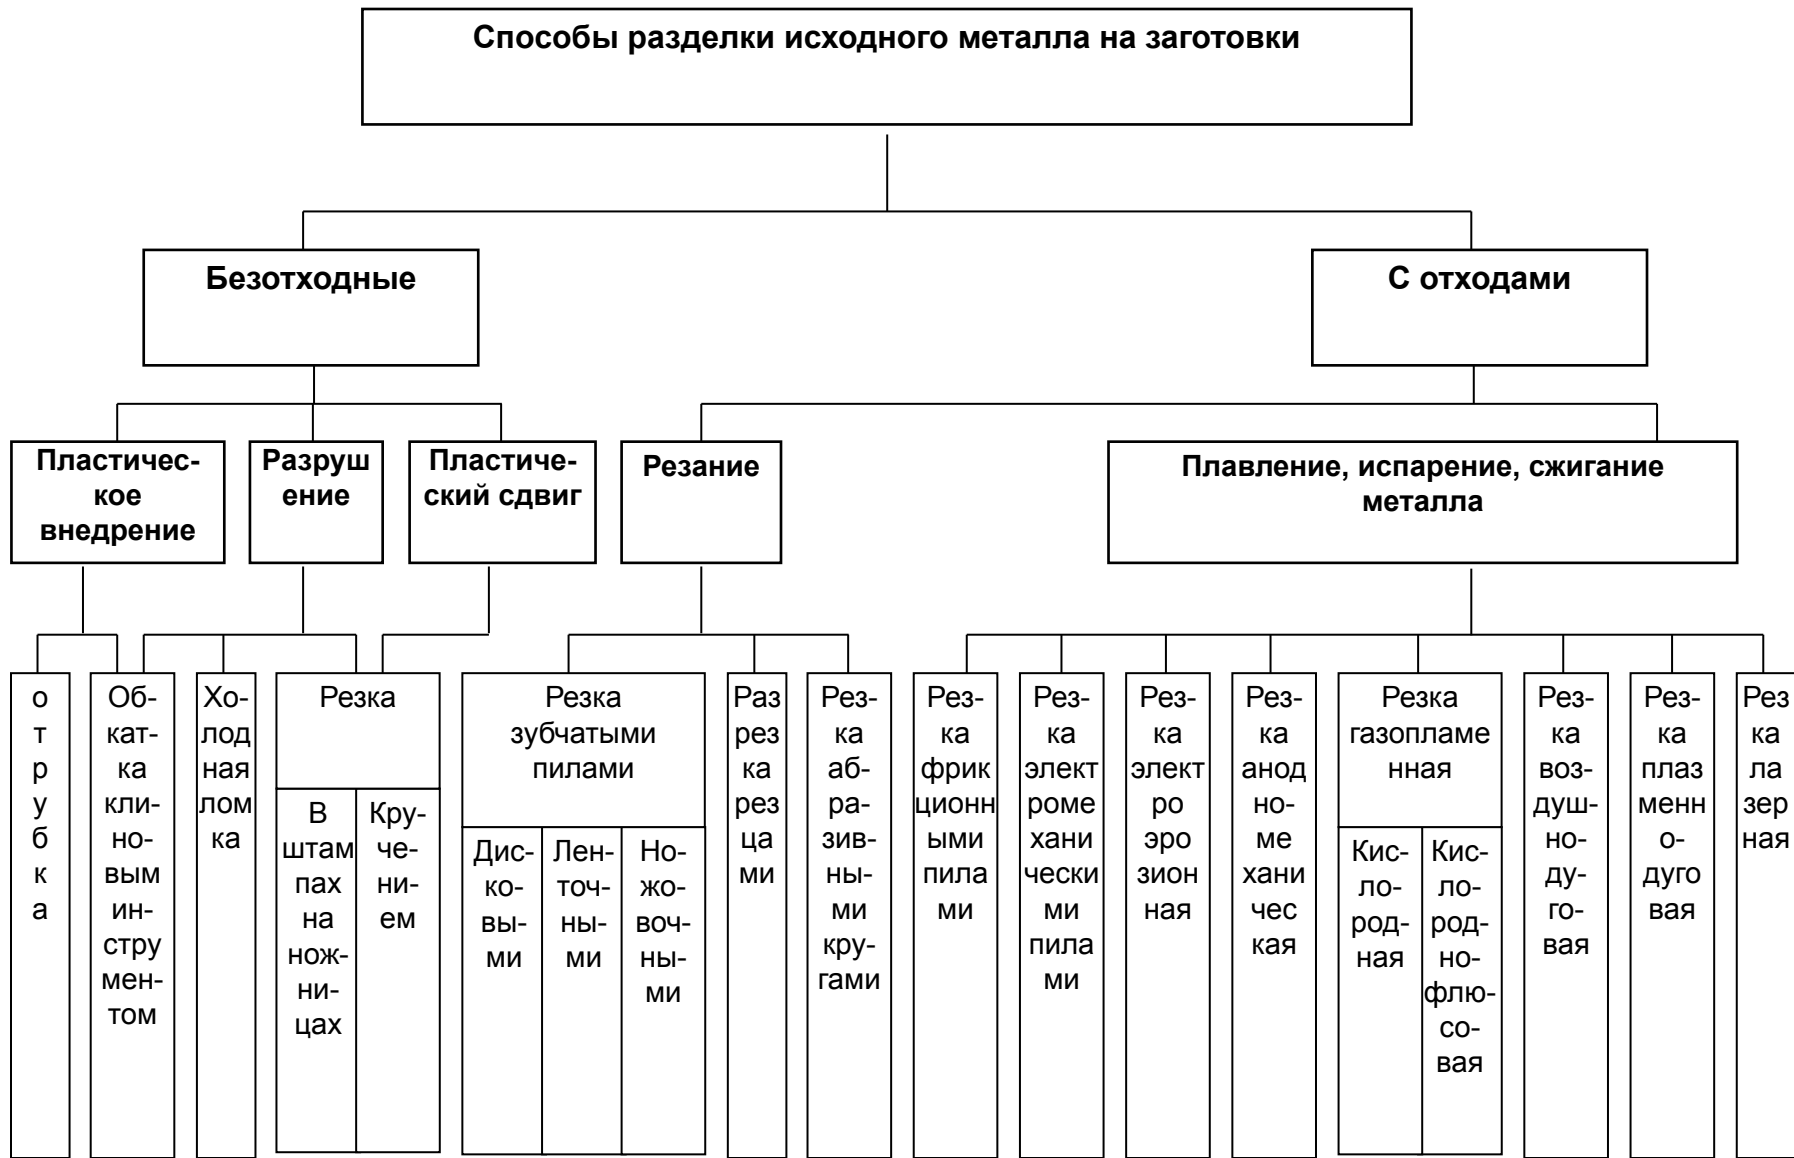 Способы разделки исходного металла на заготовки
Безотходные
С отходами
Пластичес-
кое
внедрение
Разруш
ение
Пластиче-
ский сдвиг
Резание
Плавление, испарение, сжигание
металла
о
т
р
у
б
к
а
Об-
кат-
ка
кли-
но-
вым
ин-
стру
мен-
том
Хо-
лод
ная
лом
ка
Резка
В
штам
пах
на
нож-
ни-
цах
Кру-
че-
ни-
ем
Резка
зубчатыми
пилами
Дис-
ко-
вы-
ми
Лен-
точ-
ны-
ми
Но-
жо-
воч-
ны-
ми
Раз
рез
ка
рез
ца
ми
Рез-
ка
аб-
ра-
зив-
ны-
ми
кру-
гами
Рез-
ка
фрик
ционн
ыми
пила
ми
Рез-
ка
элект
роме
хани
чески
ми
пила
ми
Рез-
ка
элект
ро
эро
зион
ная
Рез-
ка
анод
но-
ме
хани
чес
кая
Резка
газопламе
нная
Кис-
ло-
род-
ная
Кис-
ло-
род-
но-
флю-
со-
вая
Рез-
ка
воз-
душ-
но-
ду-
го-
вая
Рез-
ка
плаз
менн
о-
дуго
вая
Рез
ка
ла
зер
ная